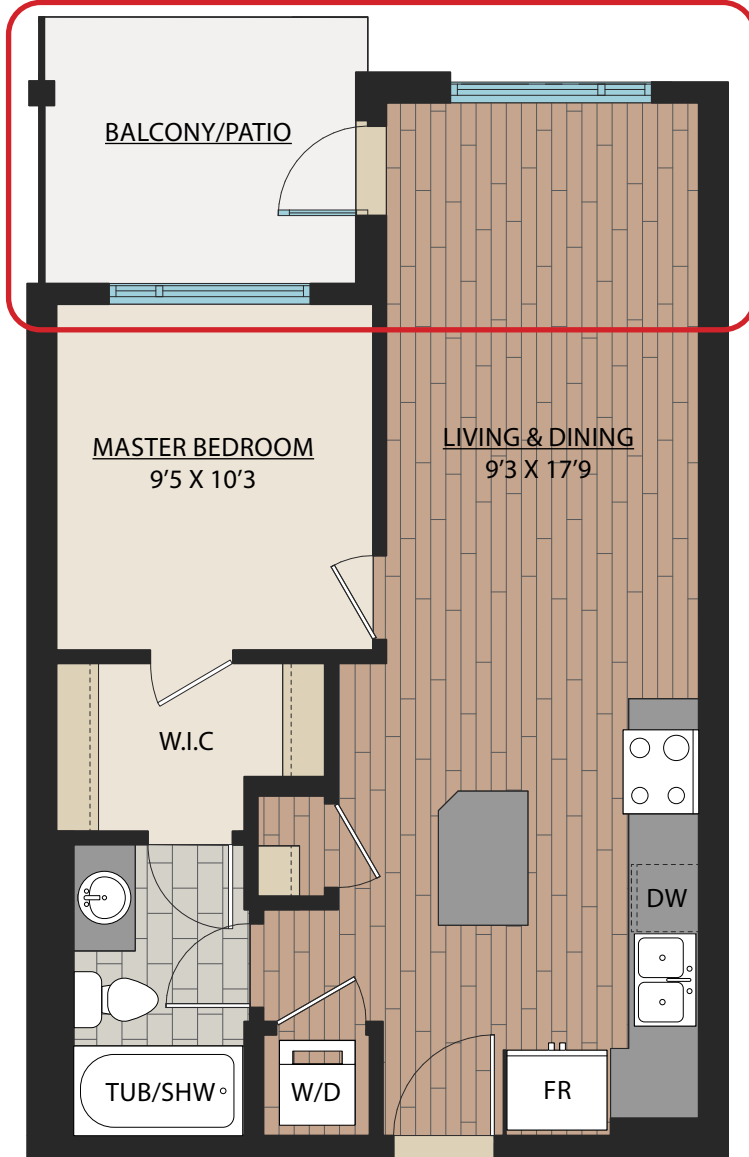 BALCONY/PATIO
MASTER BEDROOM
9'5 X 10'3
LIVING & DINING
9'3 X 17'9
W.I.C
DW
TUB/SHW
W/D
FR